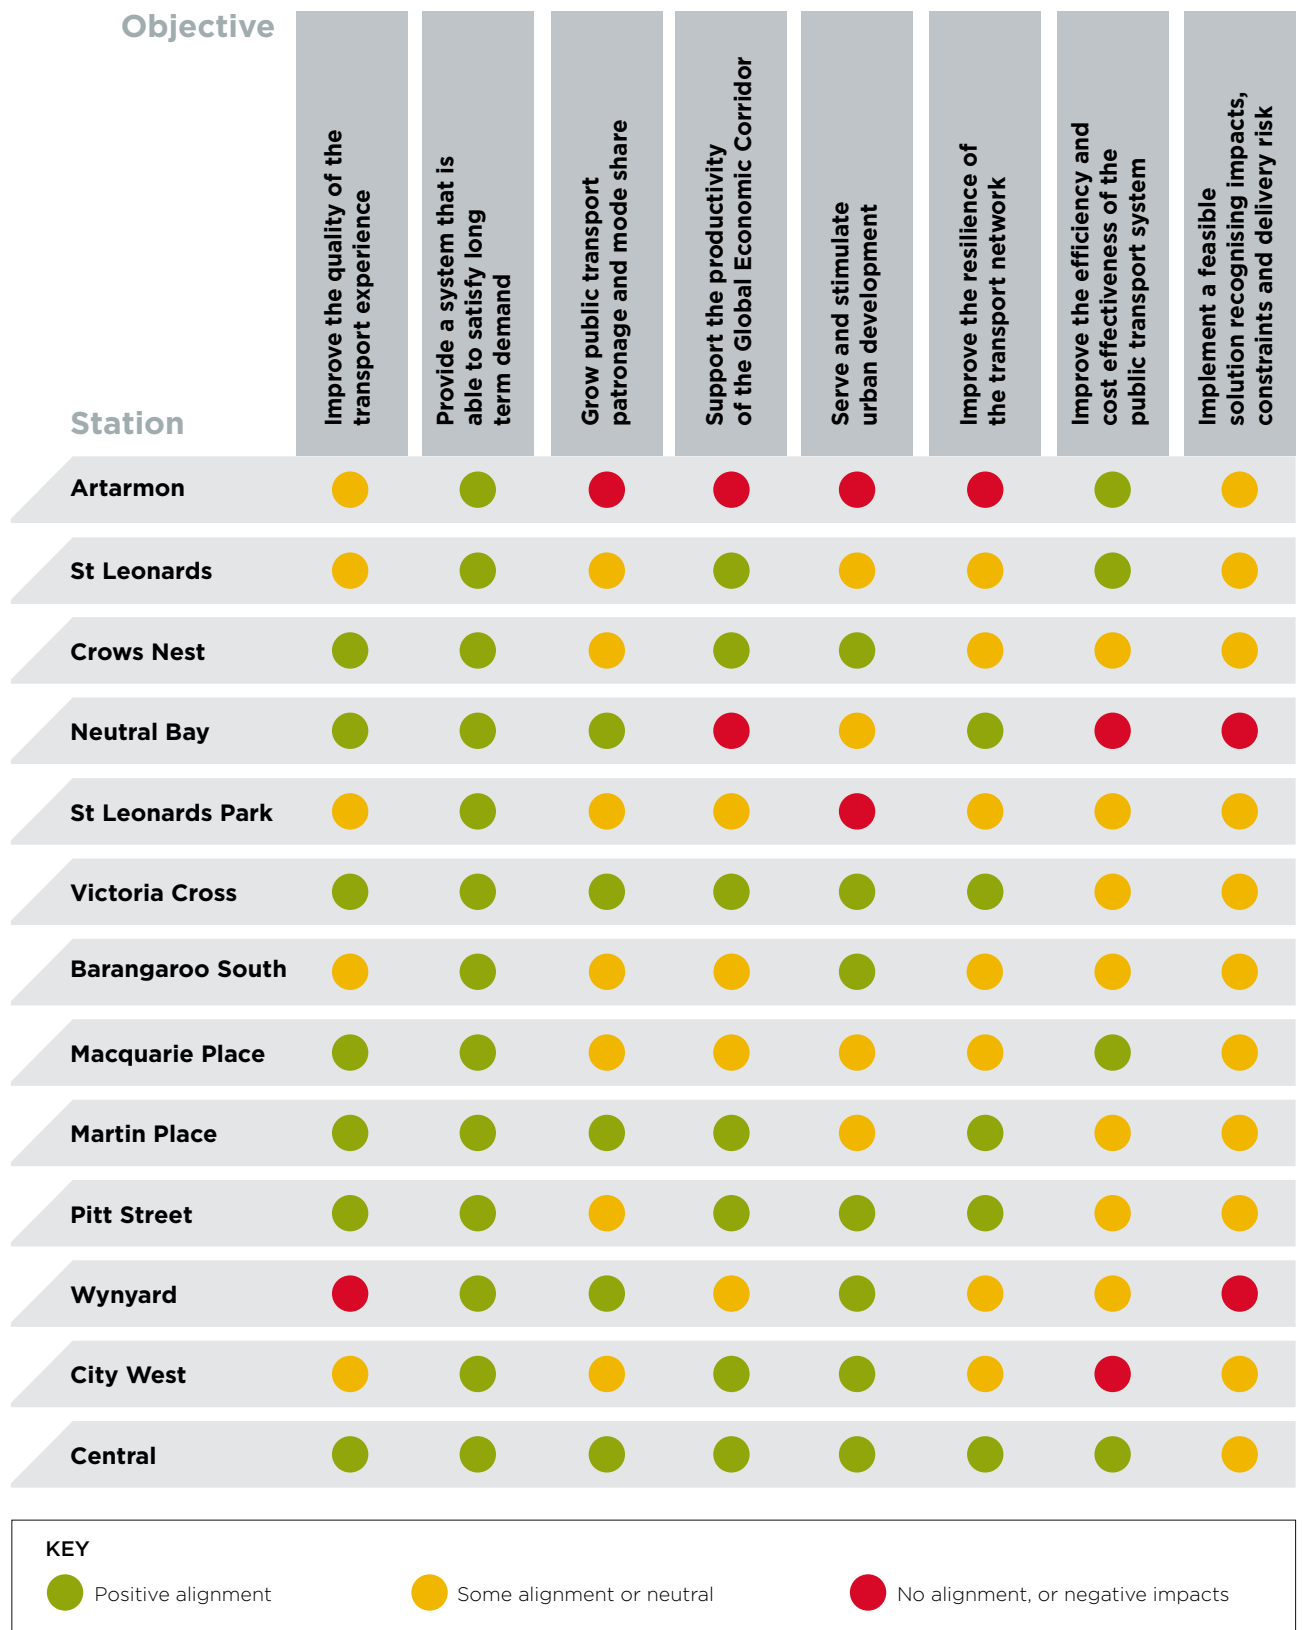 Objective
Improve the quality of the
transport experience
Provide a system that is
able to satisfy long
term demand
Grow public transport
patronage and mode share
Support the productivity
of the Global Economic Corridor
Serve and stimulate
urban development
Improve the resilience of
the transport network
Improve the efficiency and
cost effectiveness of the
public transport system
Implement a feasible
solution recognising impacts,
constraints and delivery risk
Station
Artarmon
St Leonards
Crows Nest
Neutral Bay
St Leonards Park
Victoria Cross
Barangaroo South
Macquarie Place
Martin Place
Pitt Street
Wynyard
City West
Central
KEY
Positive alignment
Some alignment or neutral
No alignment, or negative impacts